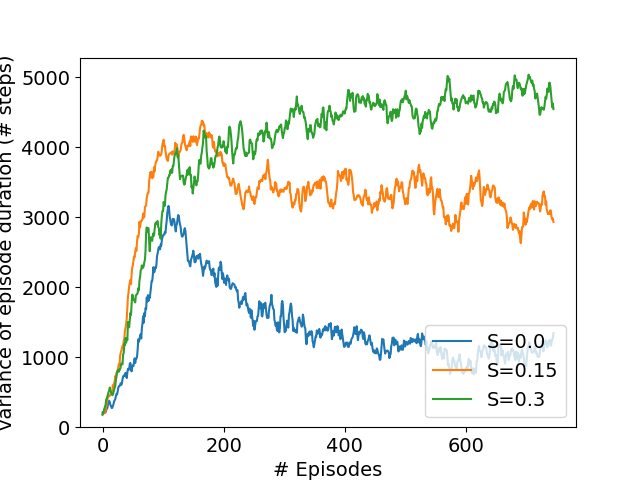 Variance of episode duration (# steps)
5000
4000
3000
2000
1000
0
0 200 400 600
# Episodes
S=0.0
S=0.15
S=0.3